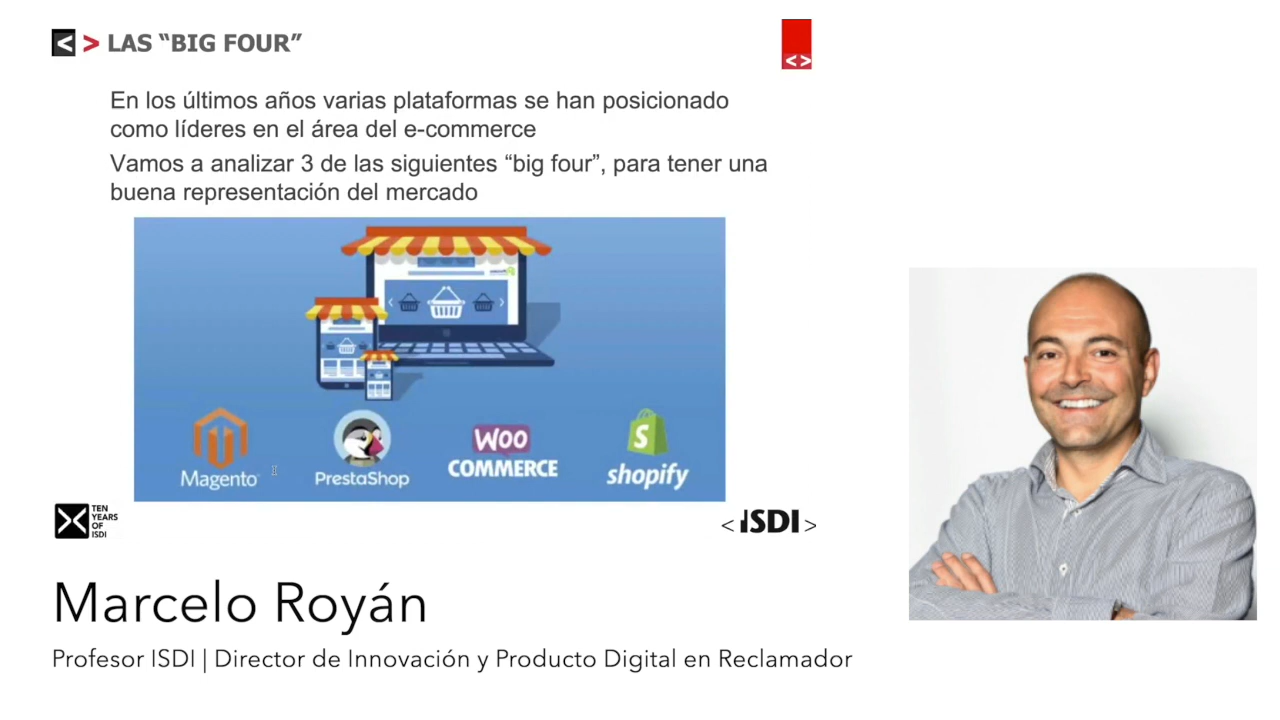 < > LAS “BIG FOUR”
< >
En los últimos años varias plataformas se han posicionado
como líderes en el área del e-commerce
Vamos a analizar 3 de las siguientes “big four”, para tener una
buena representación del mercado
Magento
PrestaShop
WOO
COMMERCE
S
shopify
TEN
YEARS
OF
ISDI
<ISDI>
Marcelo Royán
Profesor ISDI | Director de Innovación y Producto Digital en Reclamador